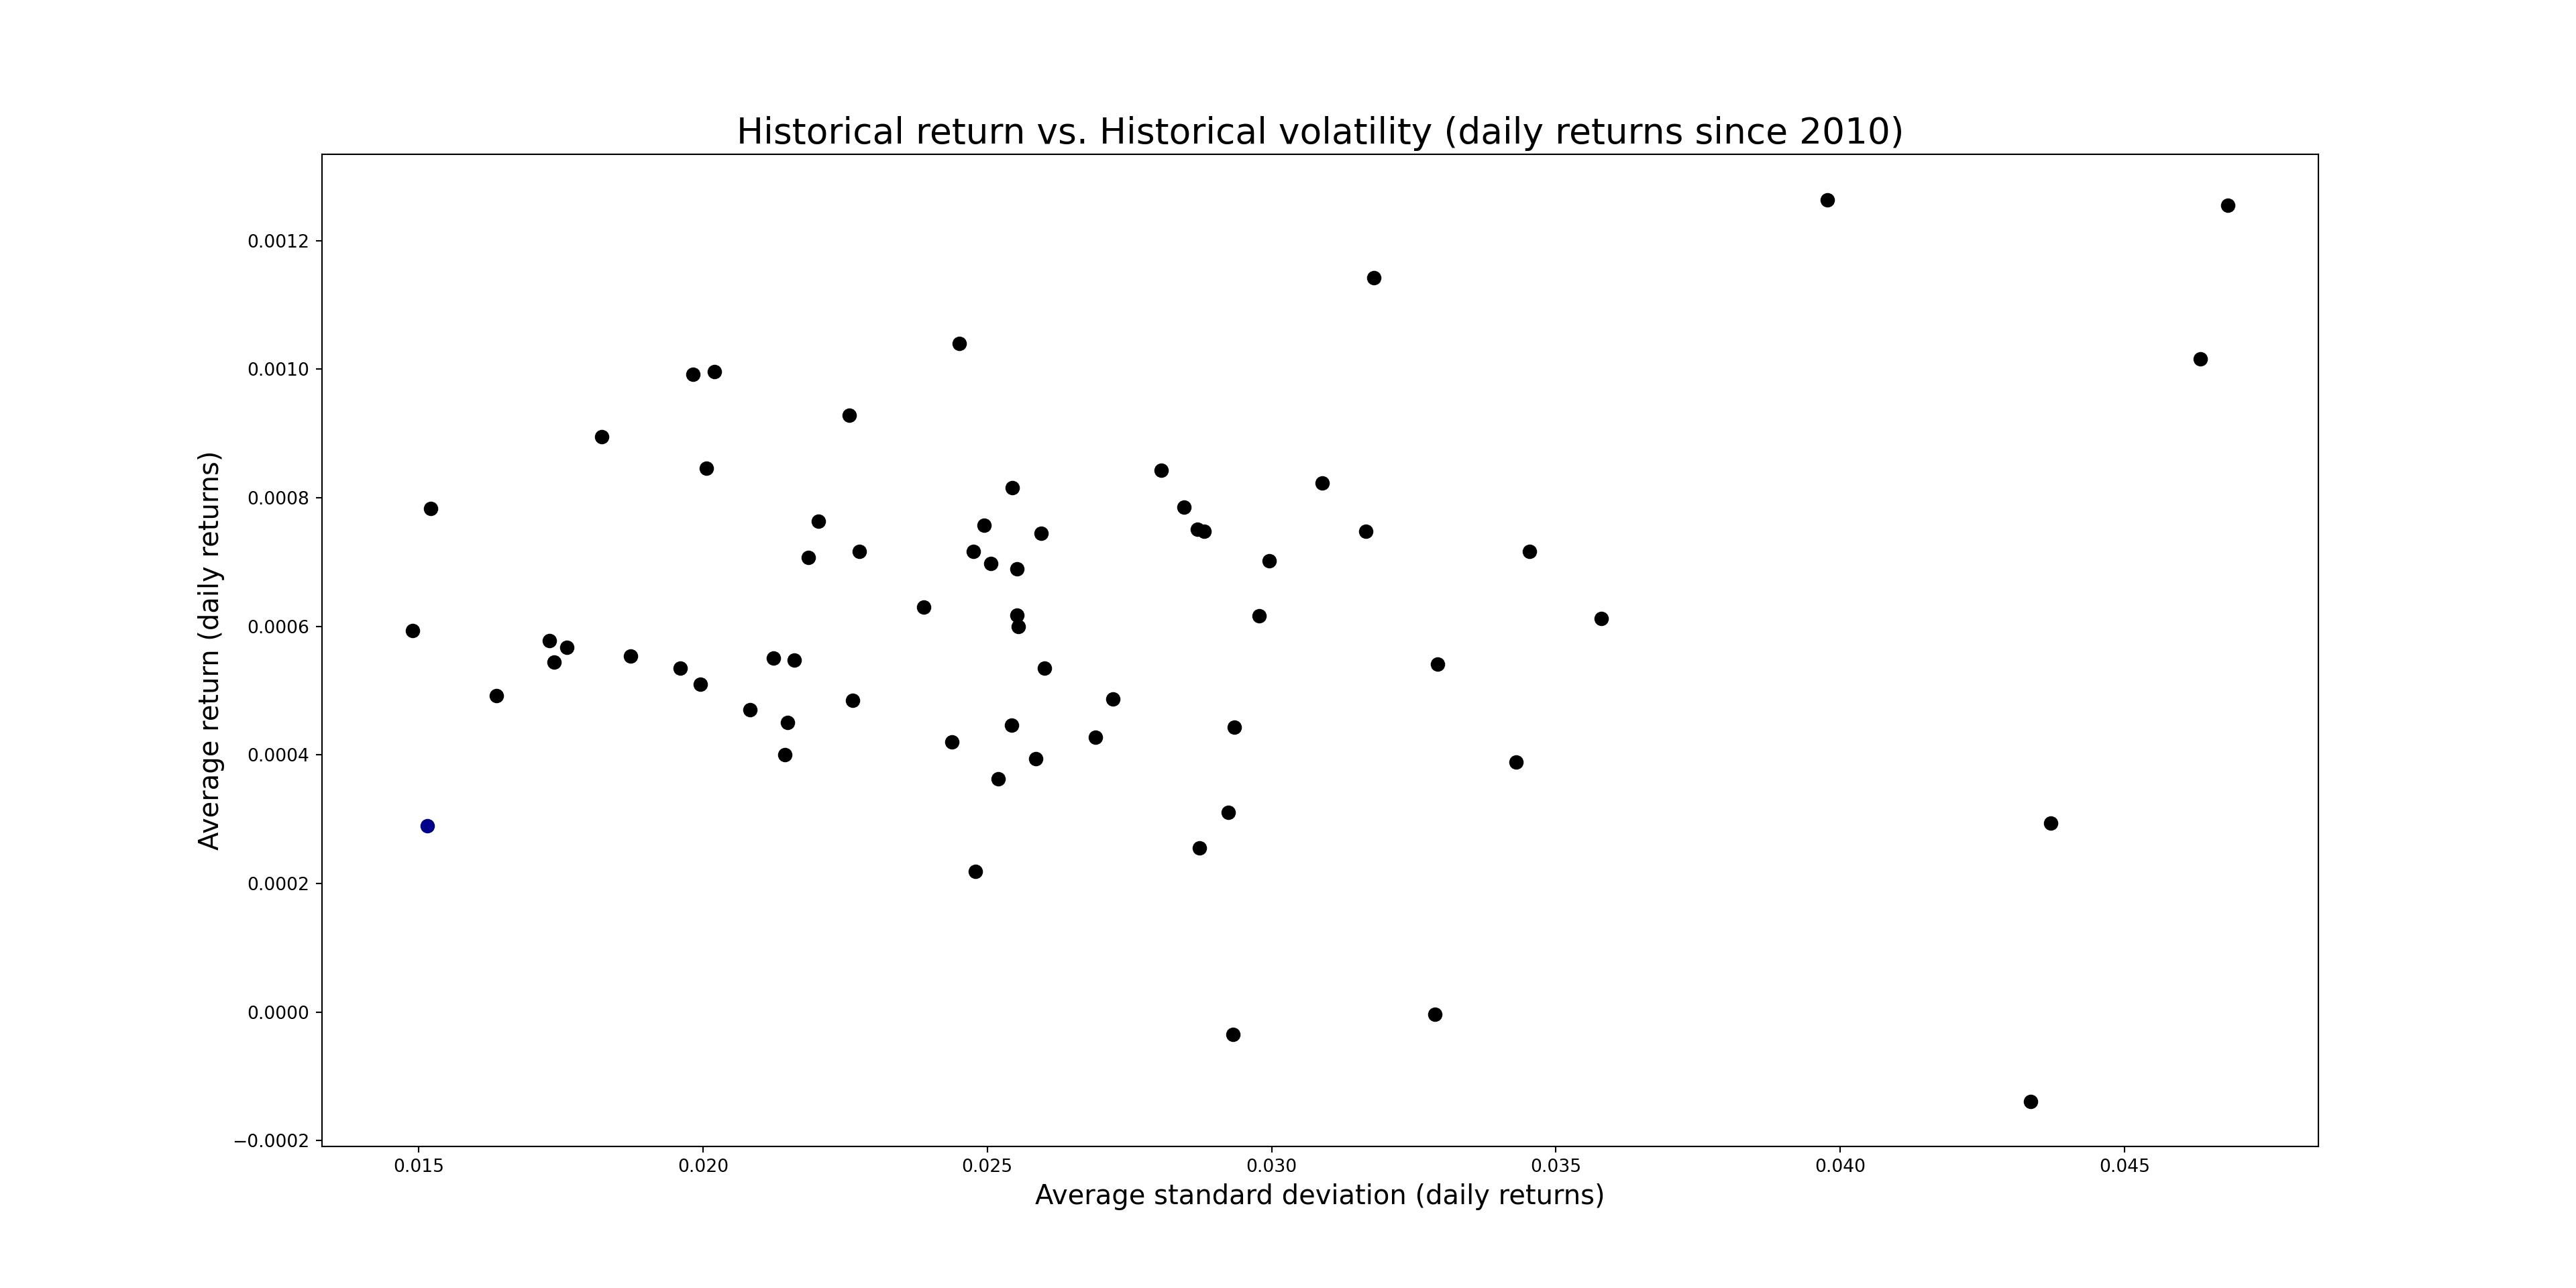 Historical return vs. Historical volatility (daily returns since 2010)
Average return (daily returns)
0.0012
0.0010
0.0008
0.0006
0.0004
0.0002
0.0000
−0.0002
0.015 0.020 0.025 0.030 0.035 0.040 0.045
Average standard deviation (daily returns)